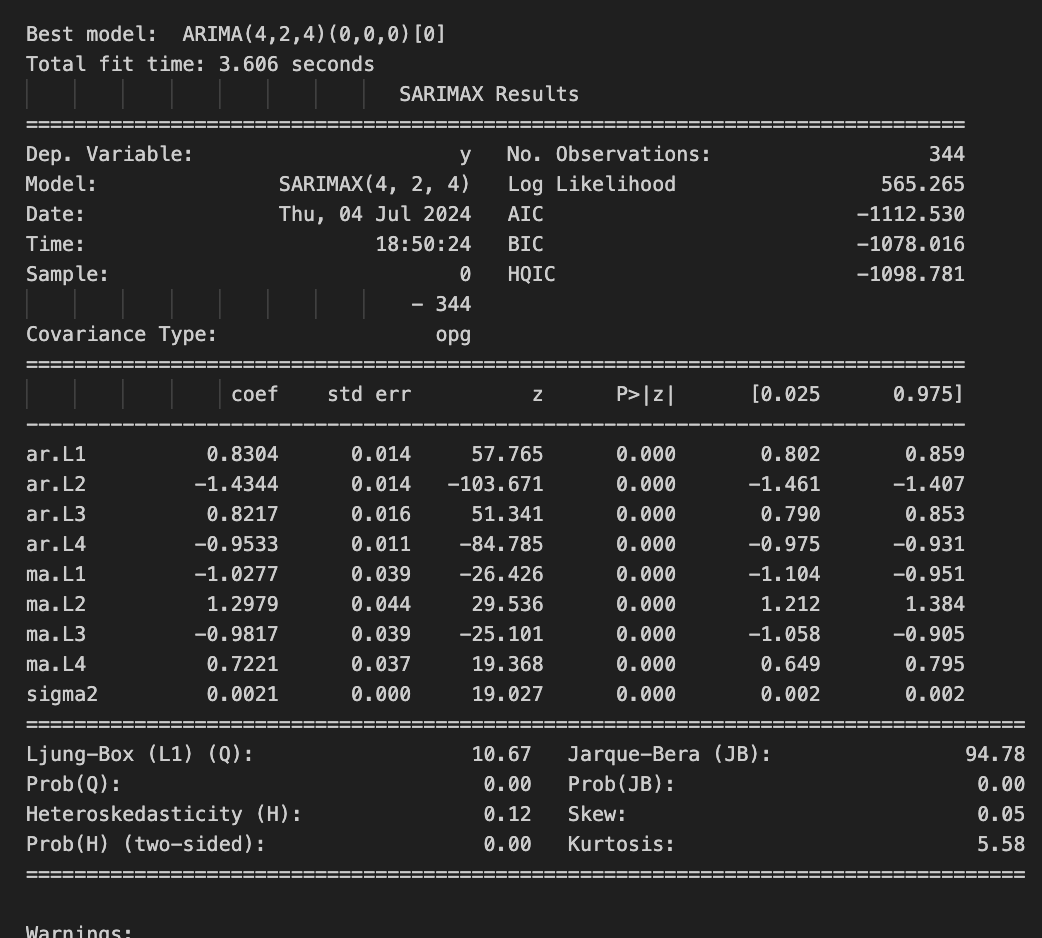 Best model:  ARIMA(4,2,4)(0,0,0)[0]
Total fit time: 3.606 seconds
                               SARIMAX Results
==============================================================================
Dep. Variable:                      y   No. Observations:                  344
Model:               SARIMAX(4, 2, 4)   Log Likelihood                 565.265
Date:                Thu, 04 Jul 2024   AIC                          -1112.530
Time:                        18:50:24   BIC                          -1078.016
Sample:                             0   HQIC                         -1098.781
                                - 344
Covariance Type:                  opg
==============================================================================
                 coef    std err          z      P>|z|      [0.025      0.975]
------------------------------------------------------------------------------
ar.L1          0.8304      0.014     57.765      0.000       0.802       0.859
ar.L2         -1.4344      0.014   -103.671      0.000      -1.461      -1.407
ar.L3          0.8217      0.016     51.341      0.000       0.790       0.853
ar.L4         -0.9533      0.011    -84.785      0.000      -0.975      -0.931
ma.L1         -1.0277      0.039    -26.426      0.000      -1.104      -0.951
ma.L2          1.2979      0.044     29.536      0.000       1.212       1.384
ma.L3         -0.9817      0.039    -25.101      0.000      -1.058      -0.905
ma.L4          0.7221      0.037     19.368      0.000       0.649       0.795
sigma2         0.0021      0.000     19.027      0.000       0.002       0.002
===================================================================================
Ljung-Box (L1) (Q):                  10.67   Jarque-Bera (JB):                94.78
Prob(Q):                              0.00   Prob(JB):                         0.00
Heteroskedasticity (H):               0.12   Skew:                             0.05
Prob(H) (two-sided):                  0.00   Kurtosis:                         5.58
===================================================================================
Warnings: